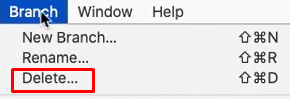 Branch Window Help
New Branch... ⇧⌘N
Rename... ⇧⌘R
Delete... ⇧⌘D